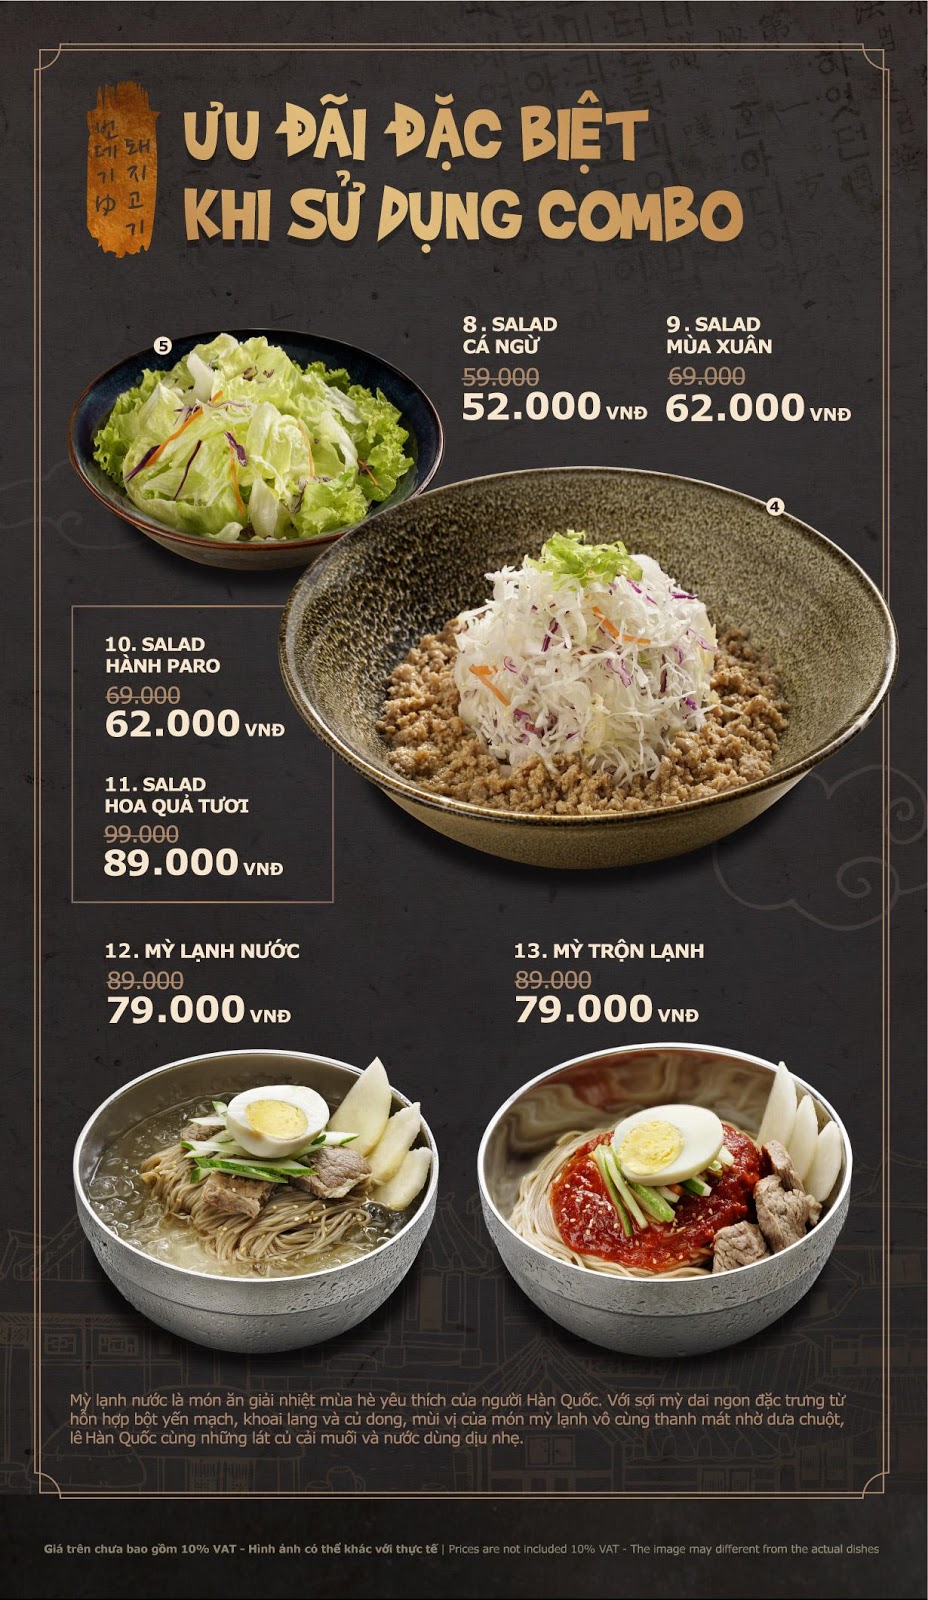 번데기ゆ
돼지고기
ƯU ĐÃI ĐẶC BIỆT
KHI SỬ DỤNG COMBO
5
8. SALAD
CÁ NGỪ
59.000
52.000 VNĐ
9. SALAD
MÙA XUÂN
69.000
62.000 VNĐ
4
10. SALAD
HÀNH PARO
69.000
62.000 VNĐ
11. SALAD
HOA QUẢ TƯƠI
99.000
89.000 VNĐ
12. MỲ LẠNH NƯỚC
89.000
79.000 VNĐ
13. MỲ TRỘN LẠNH
89.000
79.000 VNĐ
Mỳ lạnh nước là món ăn giải nhiệt mùa hè yêu thích của người Hàn Quốc. Với sợi mỳ dai ngon đặc trưng từ
hỗn hợp bột yến mạch, khoai lang và củ dong, mùi vị của món mỳ lạnh vô cùng thanh mát nhờ dưa chuột,
lê Hàn Quốc cùng những lát củ cải muối và nước dùng dịu nhẹ.
Giá trên chưa bao gồm 10% VAT - Hình ảnh có thể khác với thực tế | Prices are not included 10% VAT - The image may different from the actual dishes